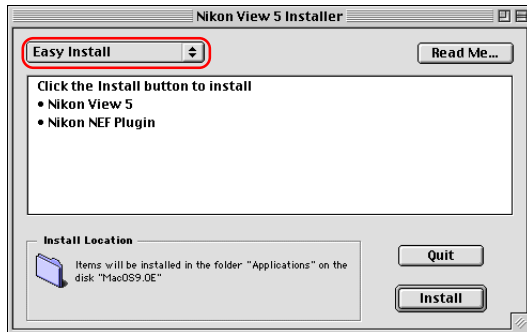 Nikon View 5 Installer
Easy Install
Read Me...
Click the Install button to install
• Nikon View 5
• Nikon NEF Plugin
Install Location
Items will be installed in the folder "Applications" on the
disk "MacOS9.0E"
Quit
Install